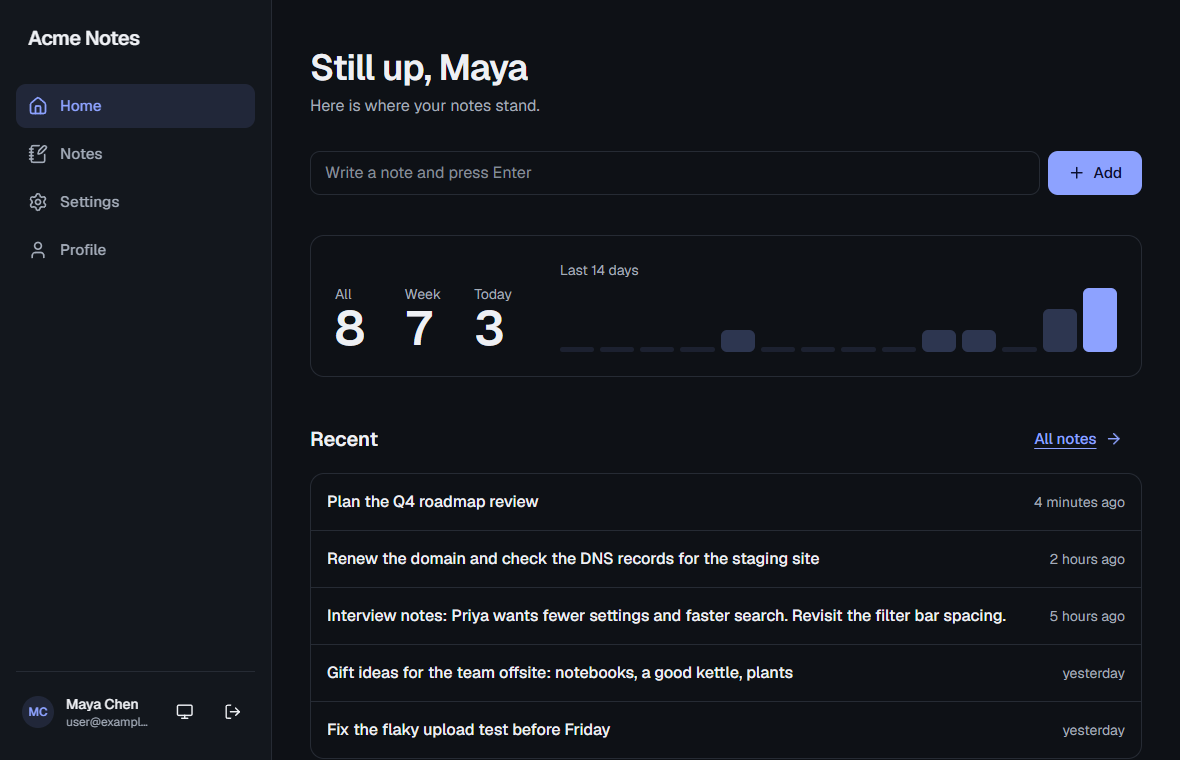 Acme Notes
Home
Notes
Settings
Profile
MC
Maya Chen
user@exampl...
Still up, Maya
Here is where your notes stand.
Write a note and press Enter
Add
All
8
Week
7
Today
3
Last 14 days
Recent
All notes
Plan the Q4 roadmap review
4 minutes ago
Renew the domain and check the DNS records for the staging site
2 hours ago
Interview notes: Priya wants fewer settings and faster search. Revisit the filter bar spacing.
5 hours ago
Gift ideas for the team offsite: notebooks, a good kettle, plants
yesterday
Fix the flaky upload test before Friday
yesterday